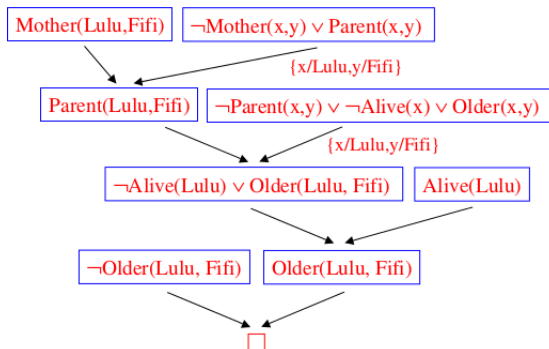 Mother(Lulu,Fifi) ¬Mother(x,y) ∨ Parent(x,y)
{x/Lulu,y/Fifi}
Parent(Lulu,Fifi) ¬Parent(x,y) ∨ ¬Alive(x) ∨ Older(x,y)
{x/Lulu,y/Fifi}
¬Alive(Lulu) ∨ Older(Lulu, Fifi) Alive(Lulu)
¬Older(Lulu, Fifi) Older(Lulu, Fifi)